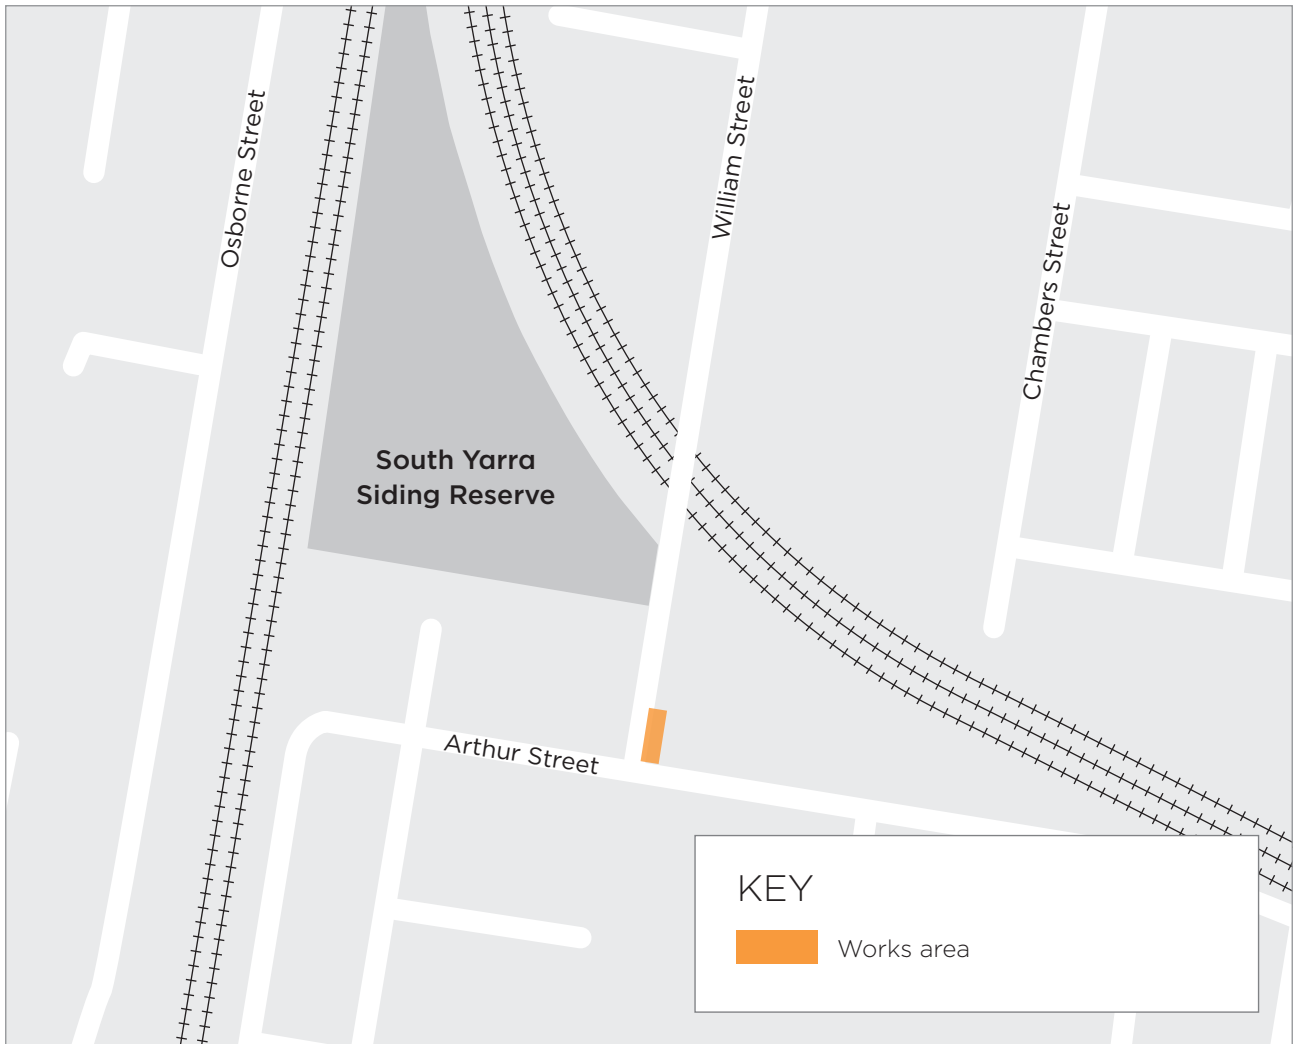 Osborne Street
William Street
Chambers Street
South Yarra
Siding Reserve
Arthur Street
KEY
Works area